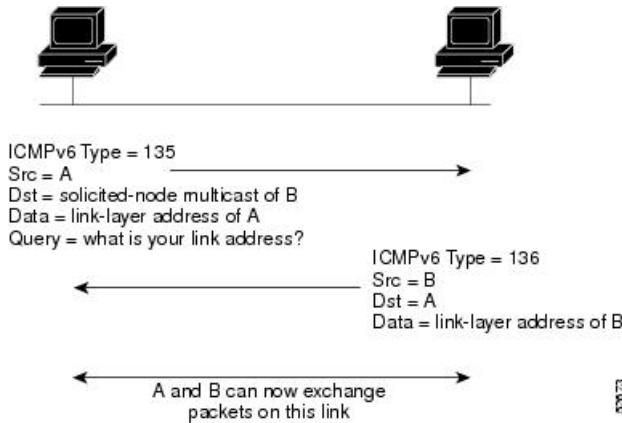 ICMPv6 Type = 135
Src = A
Dst = solicited-node multicast of B
Data = link-layer address of A
Query = what is your link address?
ICMPv6 Type = 136
Src = B
Dst = A
Data = link-layer address of B
A and B can now exchange
packets on this link